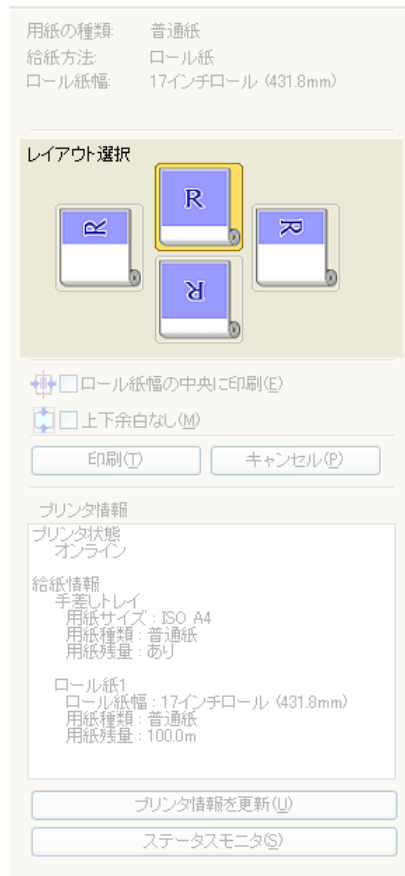 用紙の種類: 普通紙
給紙方法: ロール紙
ロール紙幅: 17インチロール (431.8mm)
レイアウト選択
R
R
R
R
ロール紙幅の中央に印刷(E)
上下余白なし(M)
印刷(T) キャンセル(P)
プリンタ情報
プリンタ状態
オンライン
給紙情報
手差しトレイ
用紙サイズ : ISO A4
用紙種類 : 普通紙
用紙残量 : あり
ロール紙1
ロール紙幅 : 17インチロール (431.8mm)
用紙種類 : 普通紙
用紙残量 : 100.0m
プリンタ情報を更新(U)
ステータスモニタ(S)